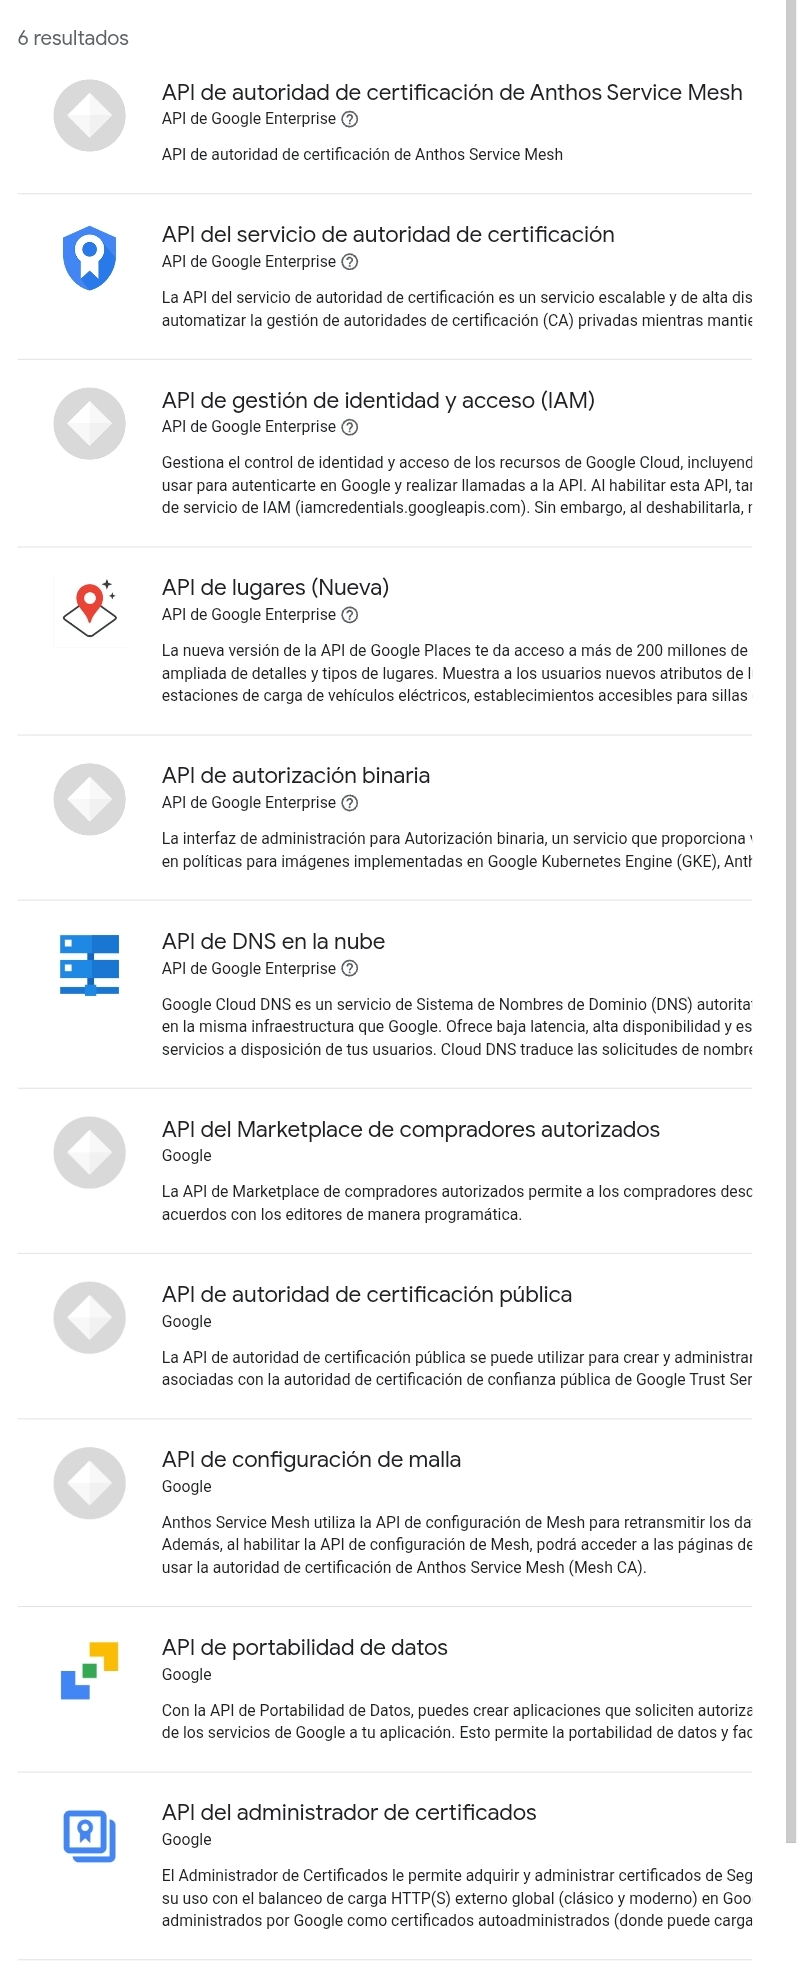 6 resultados
API de autoridad de certificación de Anthos Service Mesh
API de Google Enterprise
API de autoridad de certificación de Anthos Service Mesh
API del servicio de autoridad de certificación
API de Google Enterprise
La API del servicio de autoridad de certificación es un servicio escalable y de alta dis
automatizar la gestión de autoridades de certificación (CA) privadas mientras mantie
API de gestión de identidad y acceso (IAM)
API de Google Enterprise
Gestiona el control de identidad y acceso de los recursos de Google Cloud, incluyend
usar para autenticarte en Google y realizar llamadas a la API. Al habilitar esta API, tar
de servicio de IAM (iamcredentials.googleapis.com). Sin embargo, al deshabilitarla,
API de lugares (Nueva)
API de Google Enterprise
La nueva versión de la API de Google Places te da acceso a más de 200 millones de
ampliada de detalles y tipos de lugares. Muestra a los usuarios nuevos atributos de
estaciones de carga de vehículos eléctricos, establecimientos accesibles para sillas
API de autorización binaria
API de Google Enterprise
La interfaz de administración para Autorización binaria, un servicio que proporciona
en políticas para imágenes implementadas en Google Kubernetes Engine (GKE), Anth
API de DNS en la nube
API de Google Enterprise
Google Cloud DNS es un servicio de Sistema de Nombres de Dominio (DNS) autorita
en la misma infraestructura que Google. Ofrece baja latencia, alta disponibilidad y es
servicios a disposición de tus usuarios. Cloud DNS traduce las solicitudes de nombre
API del Marketplace de compradores autorizados
Google
La API de Marketplace de compradores autorizados permite a los compradores desc
acuerdos con los editores de manera programática.
API de autoridad de certificación pública
Google
La API de autoridad de certificación pública se puede utilizar para crear y administrar
asociadas con la autoridad de certificación de confianza pública de Google Trust Ser
API de configuración de malla
Google
Anthos Service Mesh utiliza la API de configuración de Mesh para retransmitir los da
Además, al habilitar la API de configuración de Mesh, podrá acceder a las páginas de
usar la autoridad de certificación de Anthos Service Mesh (Mesh CA).
API de portabilidad de datos
Google
Con la API de Portabilidad de Datos, puedes crear aplicaciones que soliciten autoriza
de los servicios de Google a tu aplicación. Esto permite la portabilidad de datos y fac
API del administrador de certificados
Google
El Administrador de Certificados le permite adquirir y administrar certificados de Seg
su uso con el balanceo de carga HTTP(S) externo global (clásico y moderno) en Goo
administrados por Google como certificados autoadministrados (donde puede carga